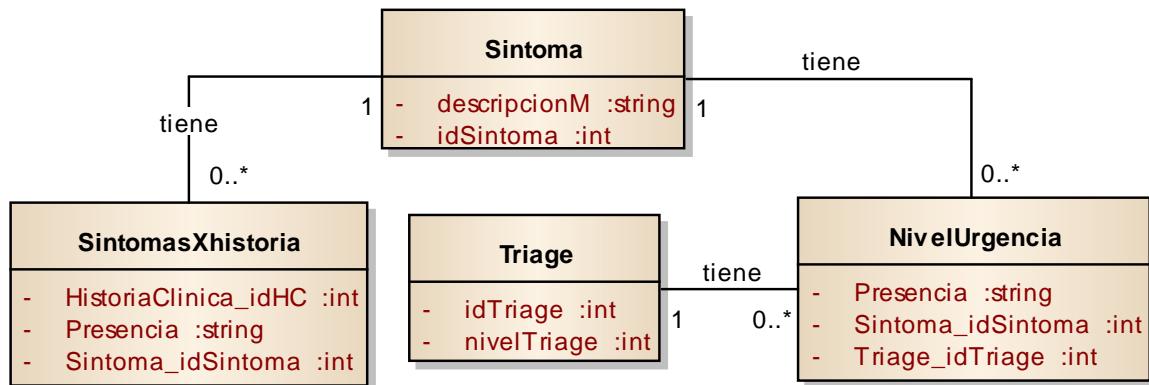 Sintoma
- descripcionM :string
- idSintoma :int
tiene
1
0..*
tiene
1
0..*
SintomasXhistoria
- HistoriaClinica_idHC :int
- Presencia :string
- Sintoma_idSintoma :int
Triage
- idTriage :int
- nivelTriage :int
tiene
1
0..*
NivelUrgencia
- Presencia :string
- Sintoma_idSintoma :int
- Triage_idTriage :int